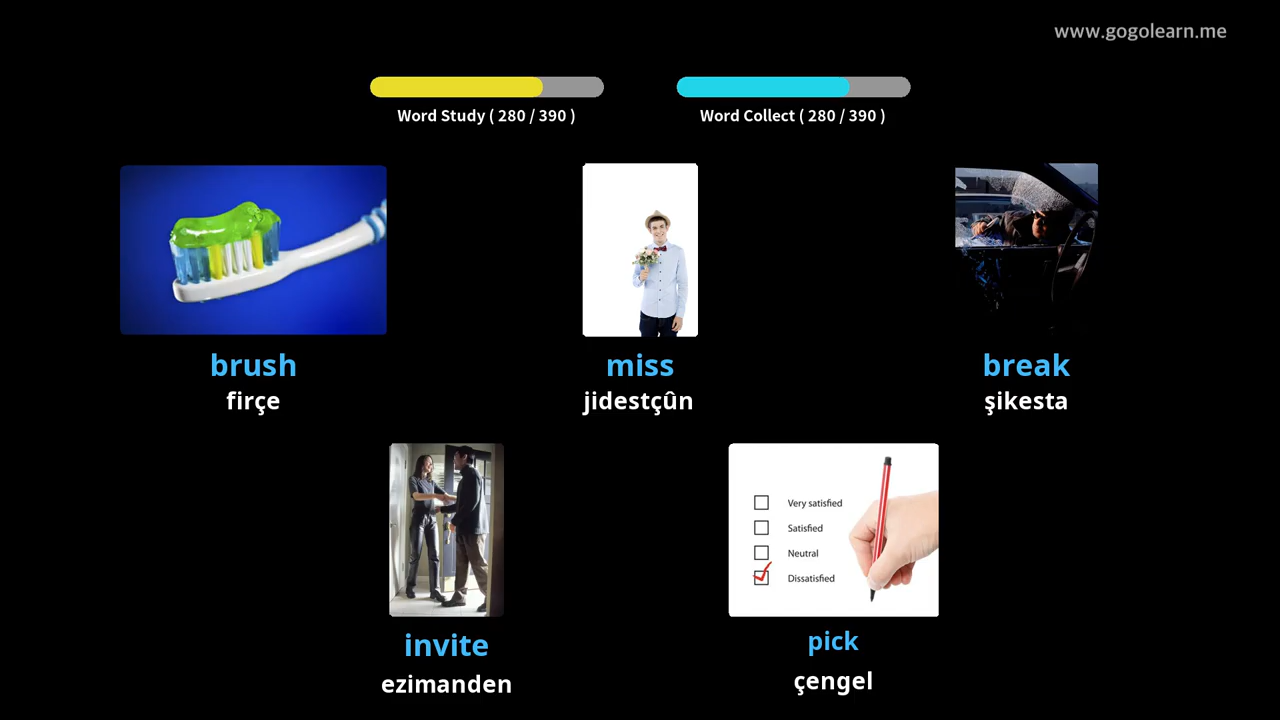 www.gogolearn.me
Word Study ( 280 / 390 )
Word Collect ( 280 / 390 )
brush
firçe
miss
jidestçûn
break
şikesta
invite
ezimanden
Very satisfied
Satisfied
Neutral
Dissatisfied
pick
çengel